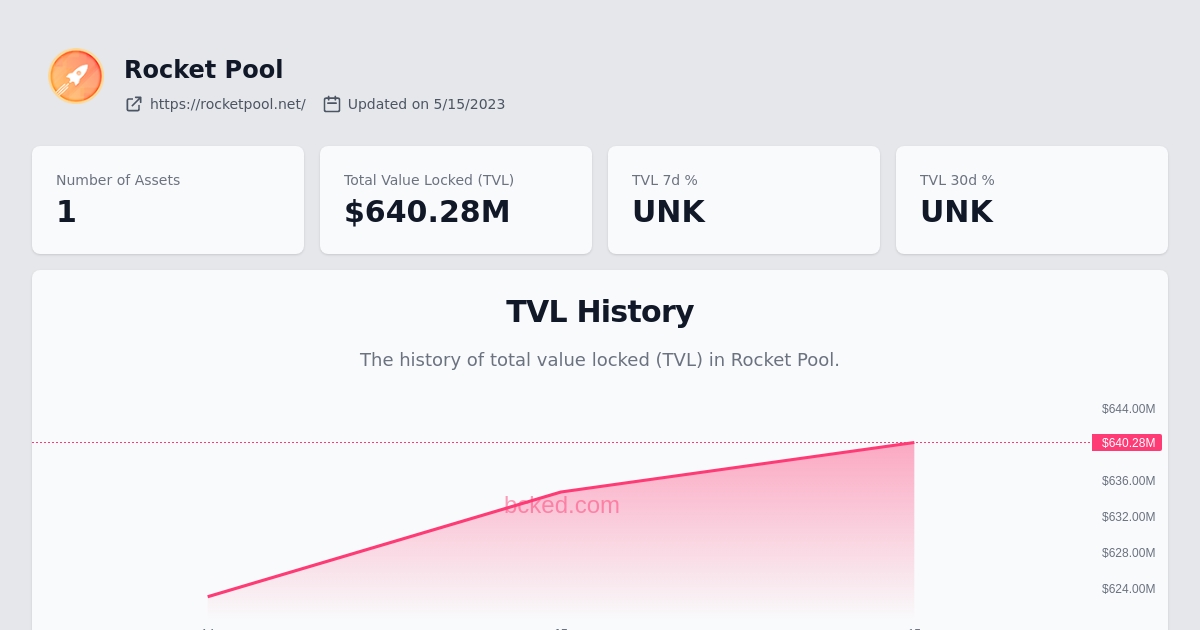 Rocket Pool
https://rocketpool.net/ Updated on 5/15/2023
Number of Assets
1
Total Value Locked (TVL)
$640.28M
TVL 7d %
UNK
TVL 30d %
UNK
TVL History
The history of total value locked (TVL) in Rocket Pool.
$644.00M
$640.28M
$636.00M
bcked.com
$632.00M
$628.00M
$624.00M